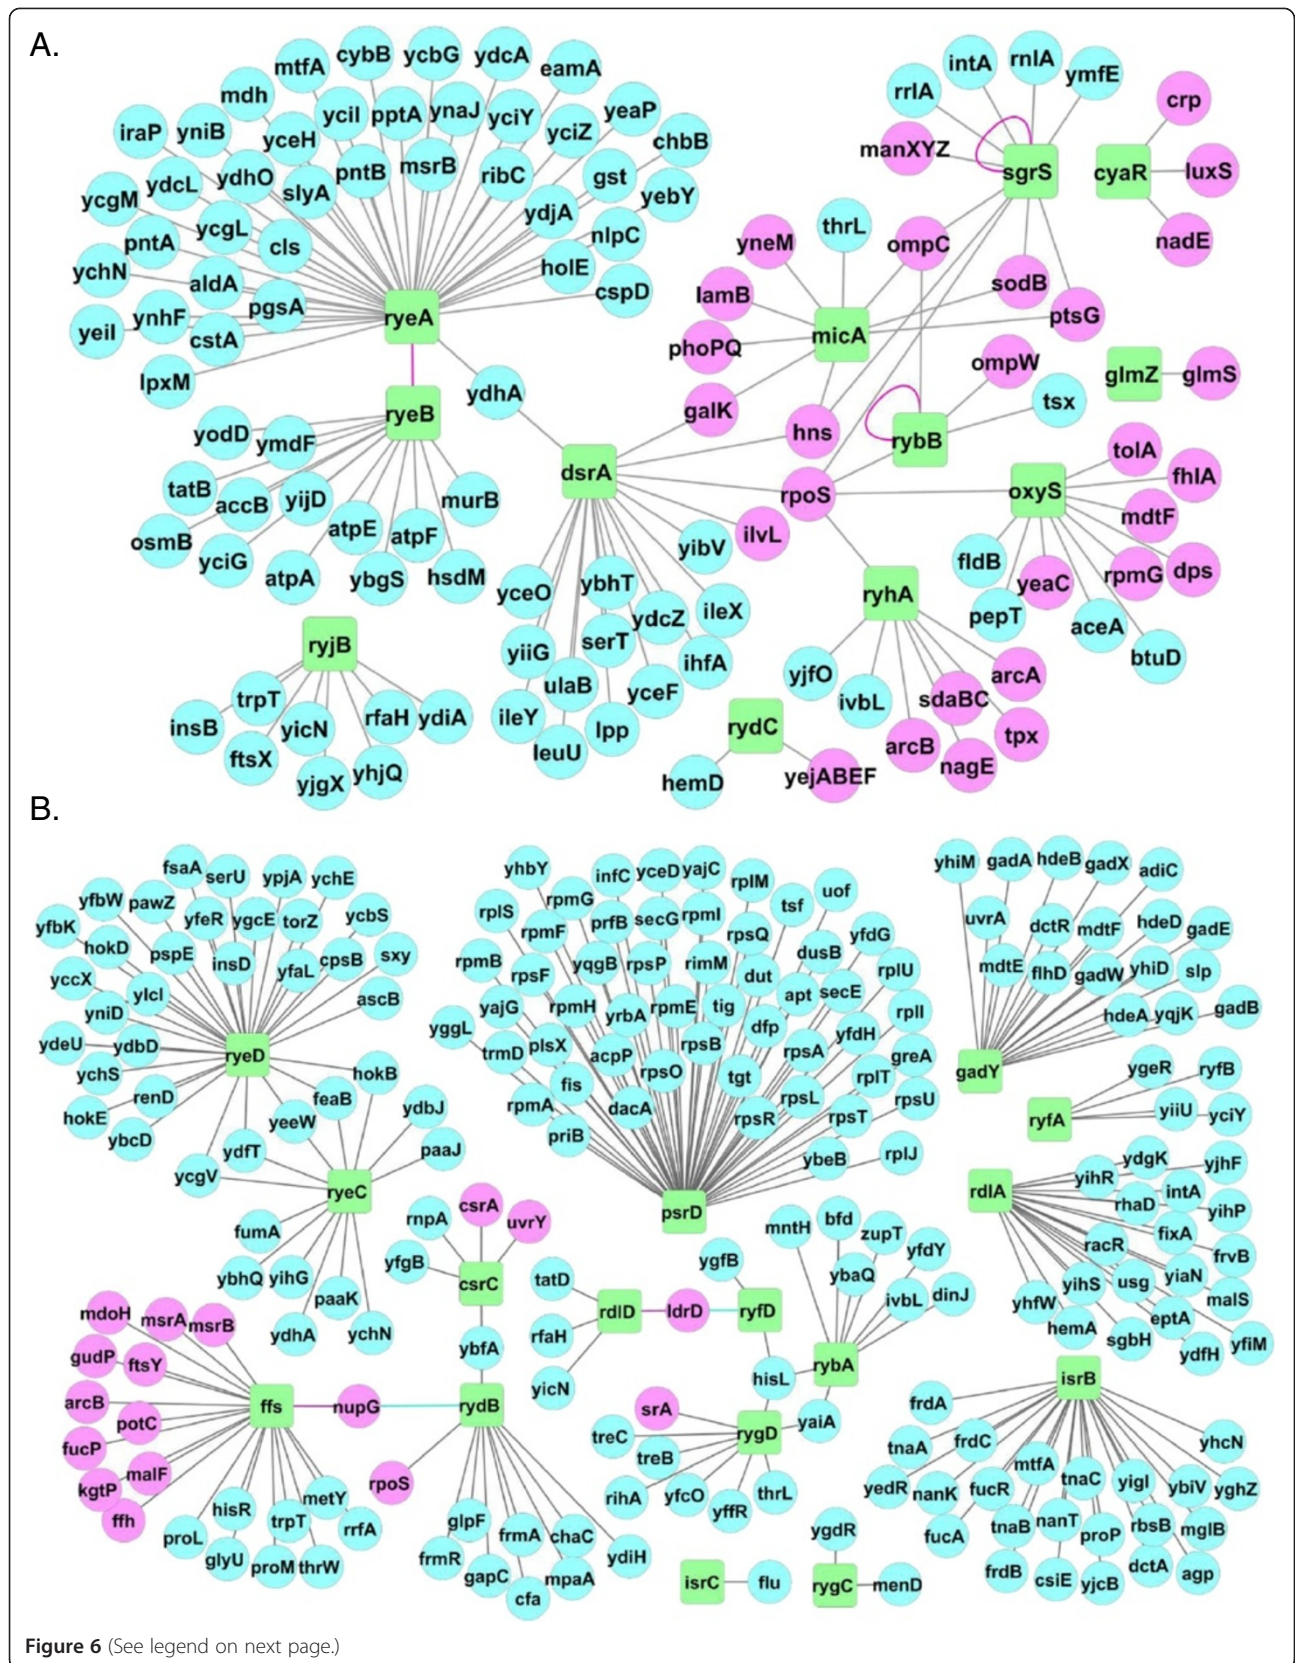 A.
cybB ycbG ydcA
mtfA eamA
mdh
ycil pptA ynaJ yciY yeaP
iraP yniB yceH yciZ chbB
ydcL ydhO slyA pntB msrB ribC gst
ycgM yebY
ycgL ydjA
pntA cls nlpC
ychN holE
aldA cspD
yeil ynhF pgsA ryeA
cstA
lpxM
ydhA
ryeB
yodD ymdF
tatB accB yijD murB
osmB atpE atpF
yciG
atpA ybgS hsdM
ryjB
trpT
insB yicN rfaH ydiA
ftsX
yjgX yhjQ
intA rnlA ymfE
rrlA
crp
manXYZ sgrS cyaR luxS
thrL
yneM ompC nadE
lamB sodB
micA ptsG
phoPQ ompW
glmZ glmS
galK tsx
hns rybB
dsrA tolA
rpoS oxyS fhlA
ilvL mdtF
yibV fldB
yceO ybhT ryhA yeaC rpmG dps
ydcZ ileX pepT
yiiG serT aceA
ihfA btuD
ulaB yceF yjfO arcA
ileY ivbL sdaBC
lpp rydC tpx
leuU arcB
hemD yejABEF nagE
B.
fsaA serU ypjA ychE
yfbW pawZ
yfbK yfeR ygcE torZ ycbS
hokD pspE insD yfaL cpsB sxy
yccX ylcl
yniD ascB
ydeU ydbD ryeD
ychS hokB
renD feaB
hokE yeeW ydbJ
ybcD
ydfT paaJ
ycgV
ryeC
fumA
ybhQ yihG
paaK
ydhA ychN
yhbY infC yceD yajC
rpmG rplM
rplS tsf uof
rpmF prfB secG rpmI
rpsQ yfdG
rpmB rpsF yqgB rpsP rimM dusB
dut rplU
yajG rpmH yrbA rpmE tig apt secE
yggL rplI
dfp yfdH
trmD plsX acpP rpsB rpsA greA
fis rpsO tgt rplT
rpmA dacA rpsL rpsU
rpsR rpsT
priB
ybeB rplJ
psrD
yhiM gadA hdeB gadX adiC
uvrA dctR mdtF hdeD gadE
mdtE flhD gadW yhiD slp
hdeA yqjK gadB
gadY
ygeR ryfB
ryfA yiiU yciY
ydgK yjhF
rdlA yihR intA
rhaD yihP
racR fixA frvB
yihS usg yiaN
yhfW malS
hemA sgbH eptA yfiM
ydfH
csrA
rnpA uvrY
yfgB csrC
ybfA
mdoH msrA msrB
gudP ftsY
arcB ffs nupG rydB
potC
fucP
malF rpoS
kgtP
ffh metY
hisR trpT rrfA
proL
glyU proM thrW
glpF frmA chaC
frmR ydiH
gapC mpaA
cfa
tatD ygfB
rdlD ldrD ryfD
rfaH
yicN hisL
mntH bfd zupT
yfdY
ybaQ
ivbL dinJ
rybA
srA yaiA
treC rygD
treB
rihA yfcO thrL
yffR
ygdR
isrC flu rygC menD
isrB
frdA
tnaA frdC yhcN
mtfA
yedR nanK fucR tnaC yigI ybiV yghZ
fucA tnaB nanT proP rbsB mglB
frdB dctA
csiE yjcB agp
Figure 6 (See legend on next page.)